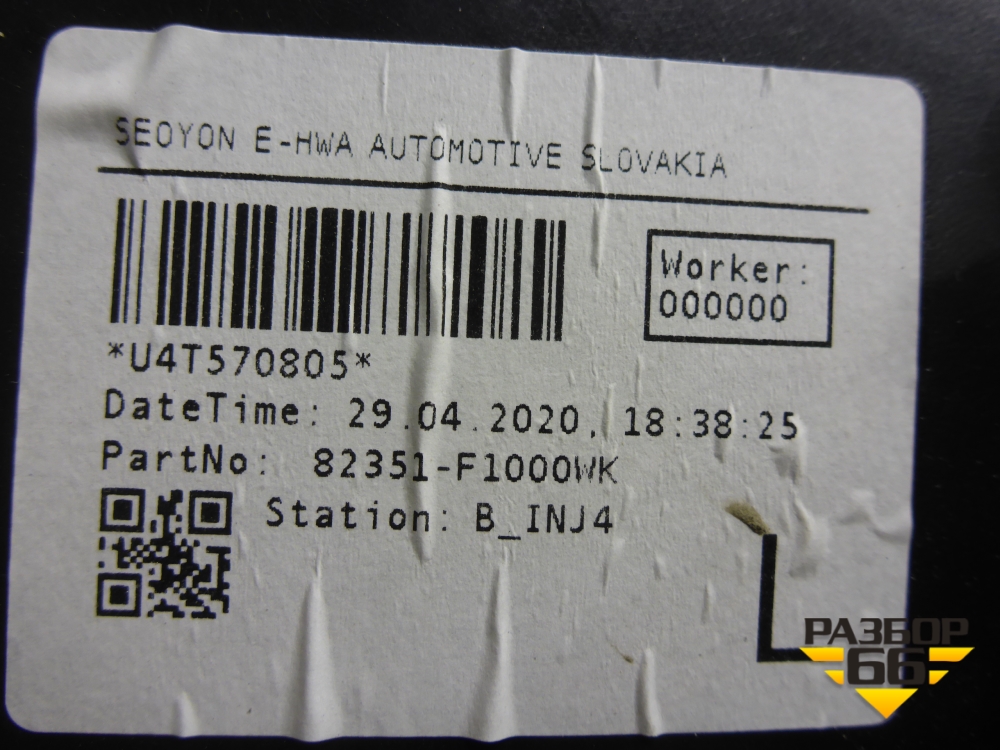 SEOYON E-HWA AUTOMOTIVE SLOVAKIA
Worker:
000000
*U4T570805*
DateTime: 29.04.2020, 18:38:25
PartNo: 82351-F1000WK
Station: B_INJ4
РАЗБОР
66